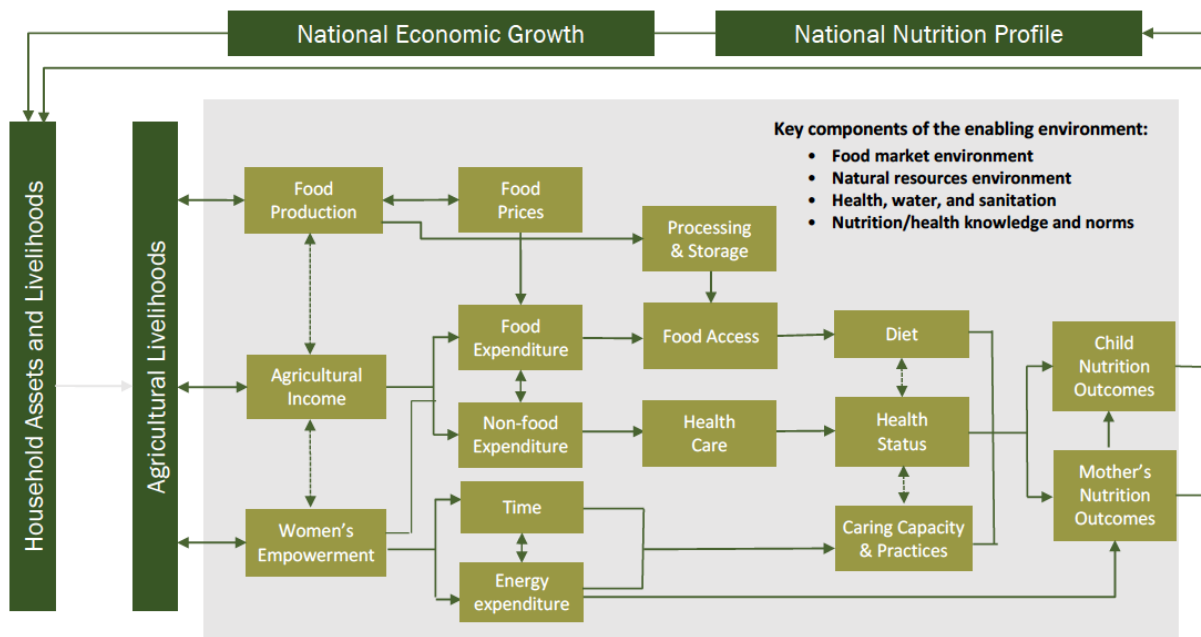 National Economic Growth
National Nutrition Profile
Household Assets and Livelihoods
Agricultural Livelihoods
Key components of the enabling environment:
• Food market environment
• Natural resources environment
• Health, water, and sanitation
• Nutrition/health knowledge and norms
Food
Production
Food
Prices
Processing
& Storage
Food
Expenditure
Food Access
Diet
Child
Nutrition
Outcomes
Agricultural
Income
Non-food
Expenditure
Health
Care
Health
Status
Mother's
Nutrition
Outcomes
Women's
Empowerment
Time
Energy
expenditure
Caring Capacity
& Practices